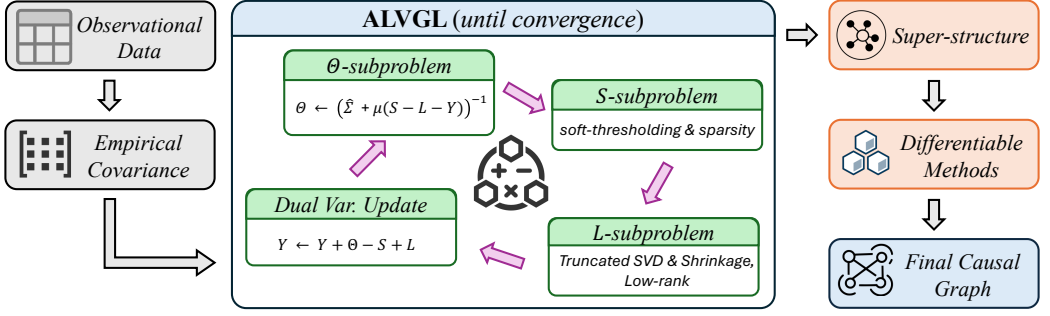 Observational
Data
Empirical
Covariance
ALVGL (until convergence)
Θ-subproblem
Θ ← (Σ̂ + μ(S − L − Y))⁻¹
S-subproblem
soft-thresholding & sparsity
L-subproblem
Truncated SVD & Shrinkage,
Low-rank
Dual Var. Update
Y ← Y + Θ − S + L
Super-structure
Differentiable
Methods
Final Causal
Graph